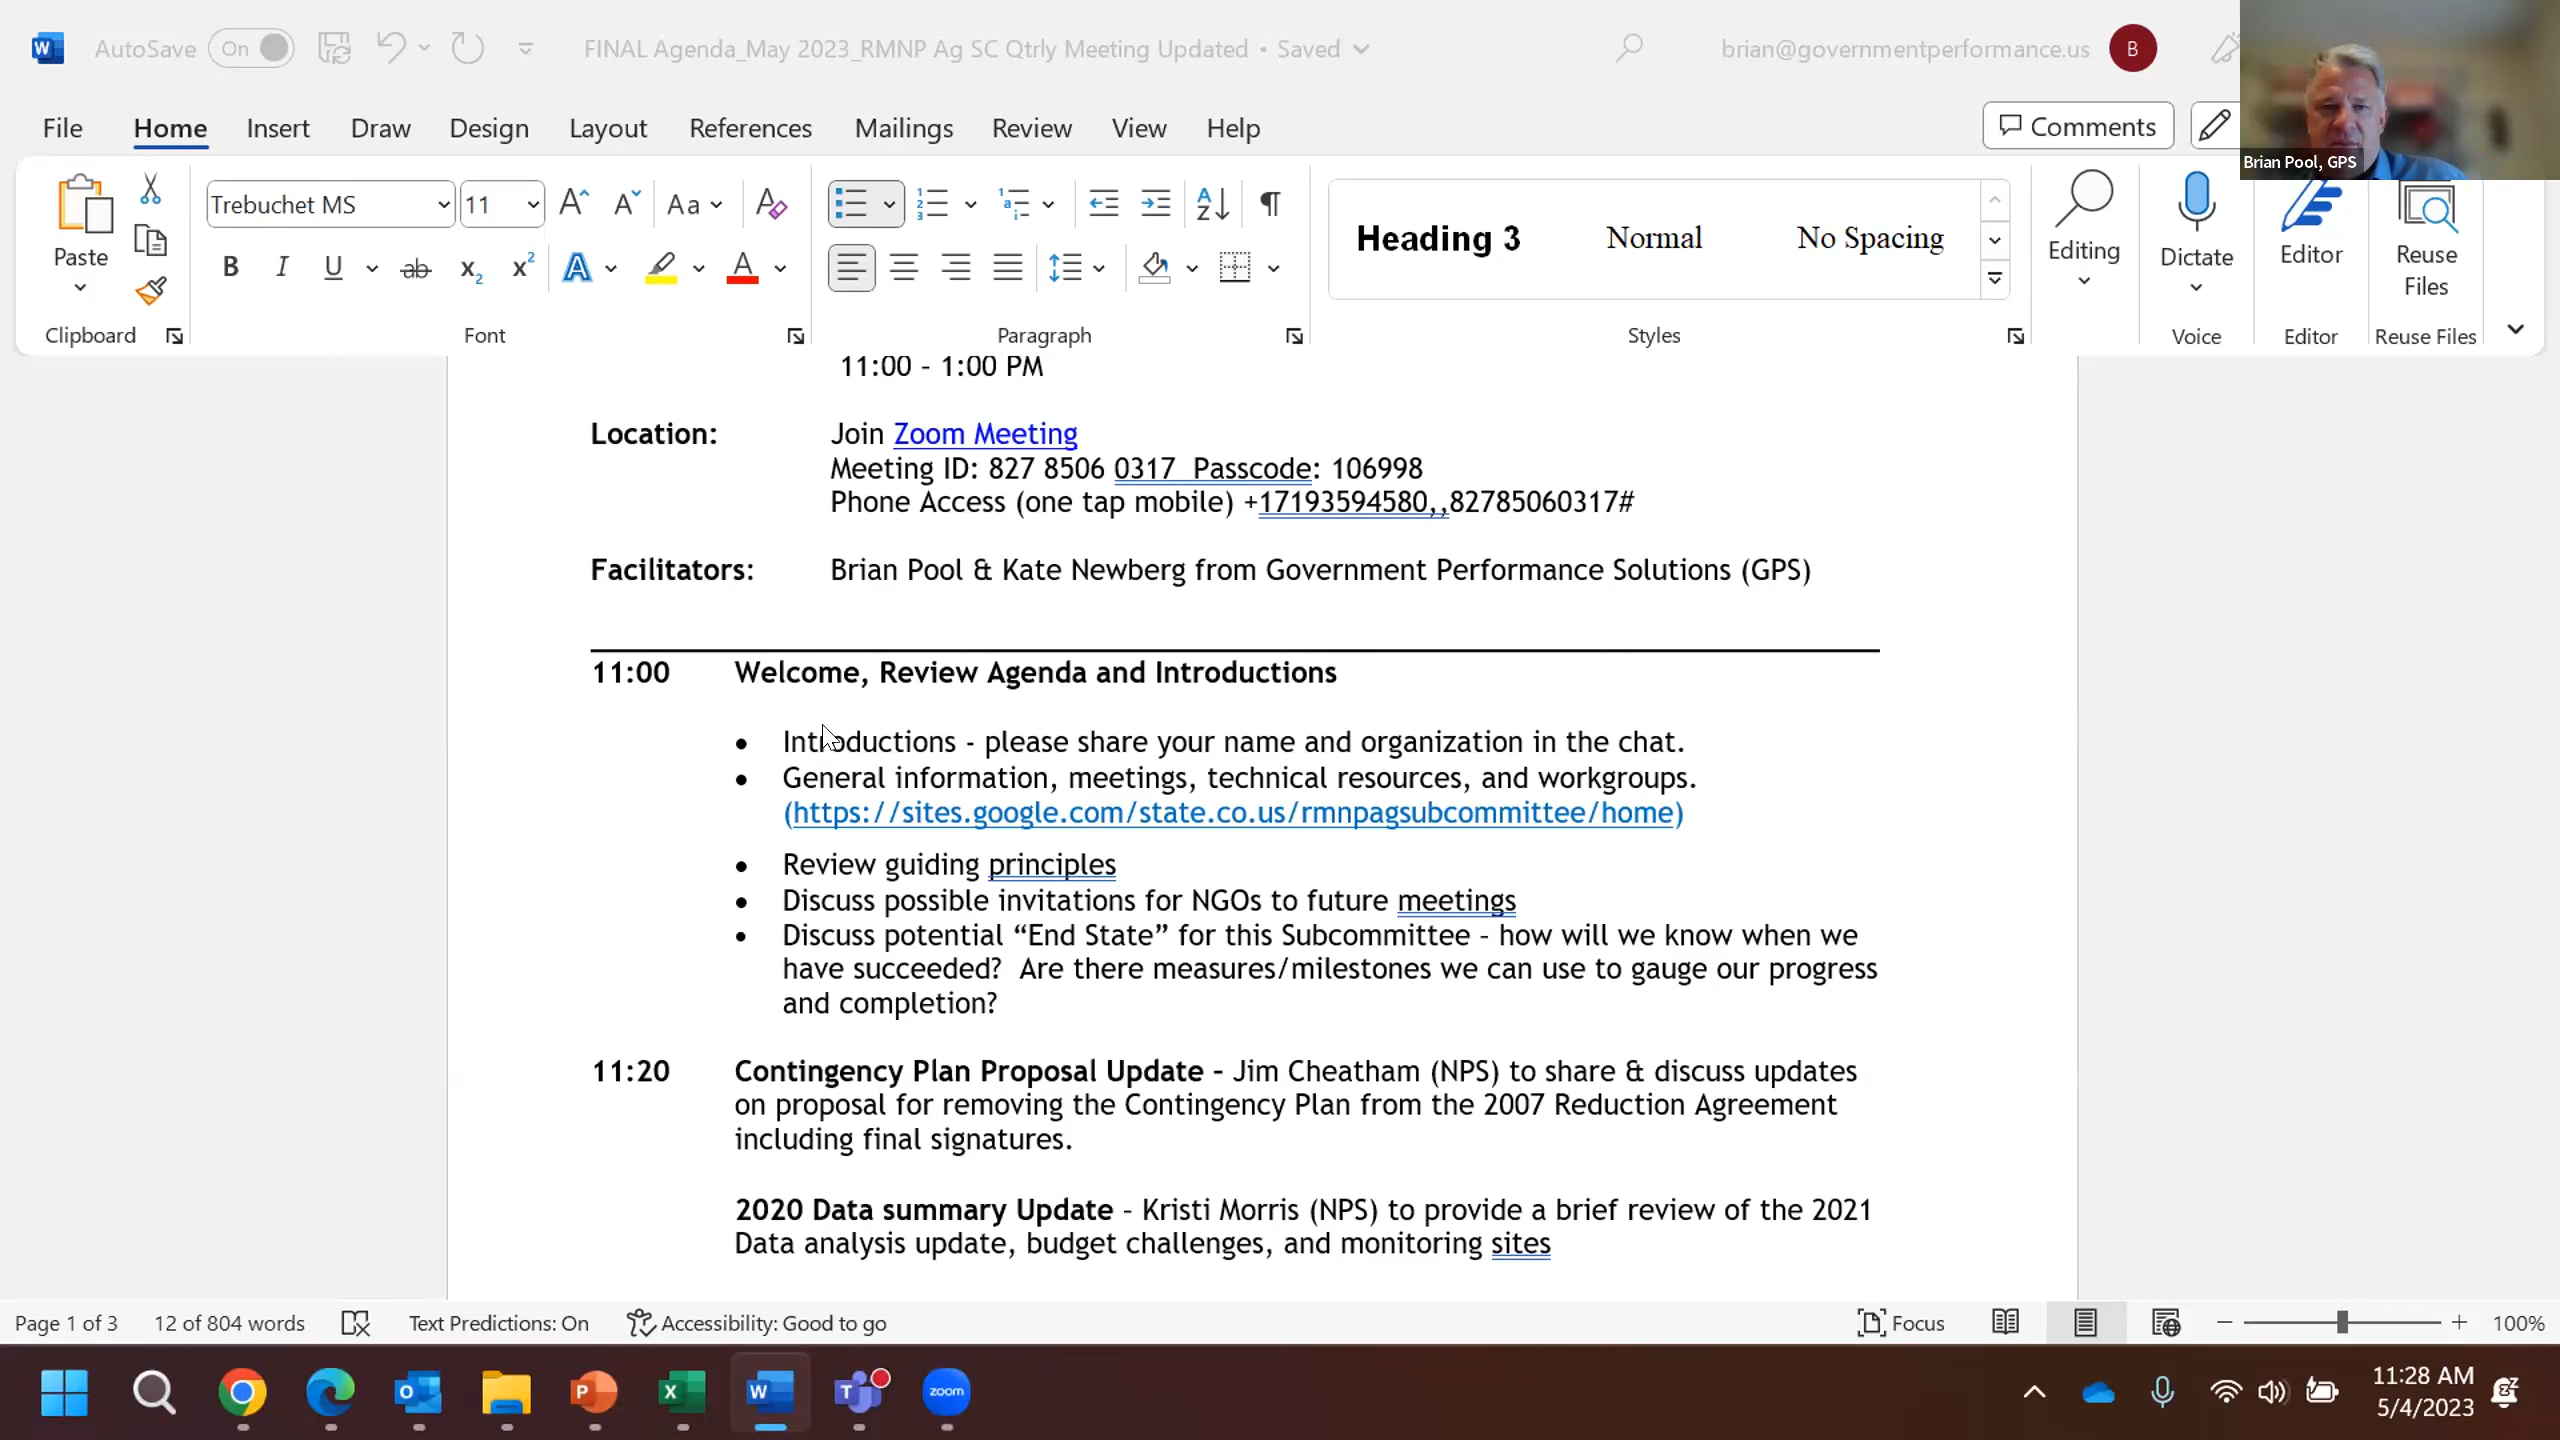 AutoSave On FINAL Agenda_May 2023_RMNP Ag SC Qtrly Meeting Updated • Saved brian@governmentperformance.us B
File Home Insert Draw Design Layout References Mailings Review View Help Comments
Brian Pool, GPS
Trebuchet MS 11
Paste
Clipboard Font Paragraph
Heading 3 Normal No Spacing
Styles
Editing
Dictate
Voice
Editor
Editor
Reuse Files
Reuse Files
11:00 - 1:00 PM
Location: Join Zoom Meeting
Meeting ID: 827 8506 0317 Passcode: 106998
Phone Access (one tap mobile) +17193594580,,82785060317#
Facilitators: Brian Pool & Kate Newberg from Government Performance Solutions (GPS)
11:00 Welcome, Review Agenda and Introductions
• Introductions - please share your name and organization in the chat.
• General information, meetings, technical resources, and workgroups.
(https://sites.google.com/state.co.us/rmnpagsubcommittee/home)
• Review guiding principles
• Discuss possible invitations for NGOs to future meetings
• Discuss potential “End State” for this Subcommittee - how will we know when we
have succeeded? Are there measures/milestones we can use to gauge our progress
and completion?
11:20 Contingency Plan Proposal Update - Jim Cheatham (NPS) to share & discuss updates
on proposal for removing the Contingency Plan from the 2007 Reduction Agreement
including final signatures.
2020 Data summary Update - Kristi Morris (NPS) to provide a brief review of the 2021
Data analysis update, budget challenges, and monitoring sites
Page 1 of 3 12 of 804 words Text Predictions: On Accessibility: Good to go Focus 100%
zoom
11:28 AM
5/4/2023